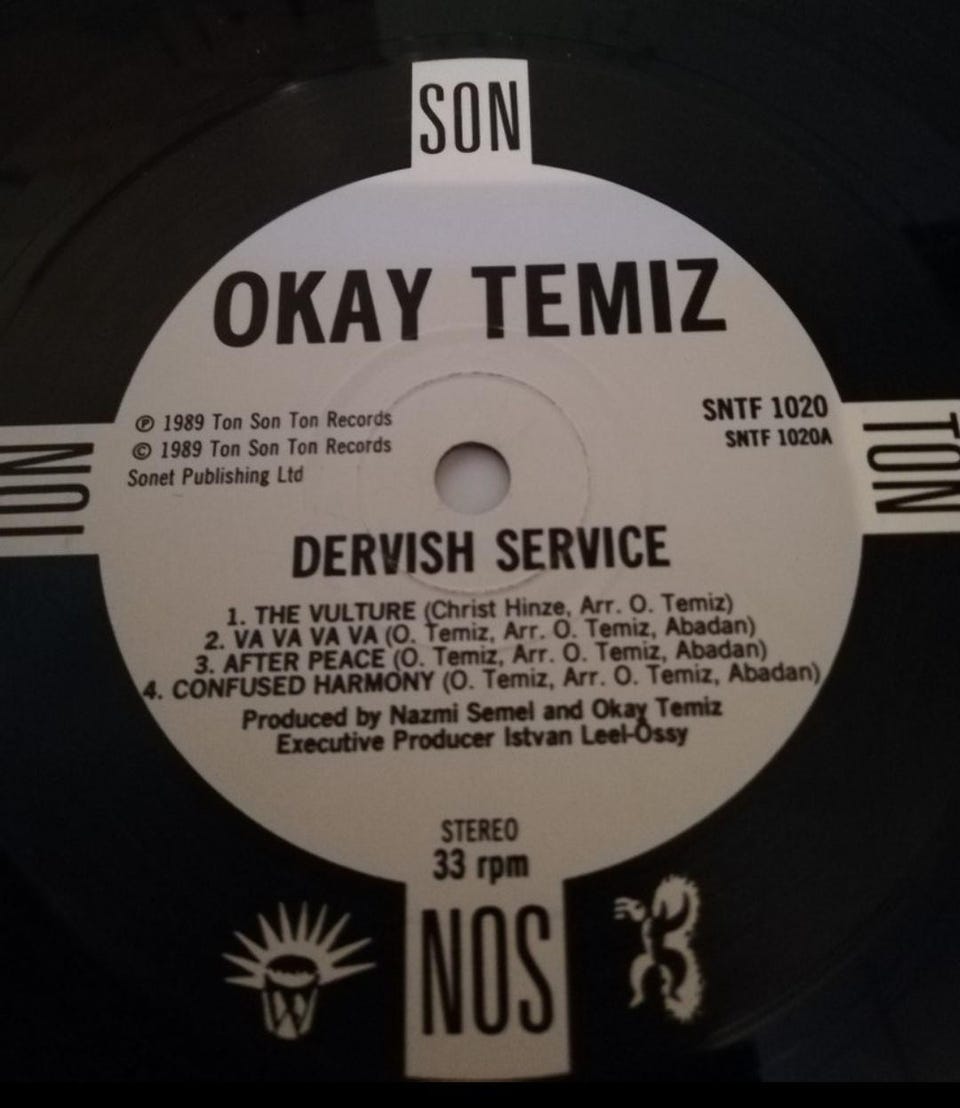 SON
OKAY TEMIZ
℗ 1989 Ton Son Ton Records
© 1989 Ton Son Ton Records
Sonet Publishing Ltd
SNTF 1020
SNTF 1020A
TON
TON
DERVISH SERVICE
1. THE VULTURE (Christ Hinze, Arr. O. Temiz)
2. VA VA VA VA (O. Temiz, Arr. O. Temiz, Abadan)
3. AFTER PEACE (O. Temiz, Arr. O. Temiz, Abadan)
4. CONFUSED HARMONY (O. Temiz, Arr. O. Temiz, Abadan)
Produced by Nazmi Semel and Okay Temiz
Executive Producer Istvan Leel-Össy
STEREO
33 rpm
SON